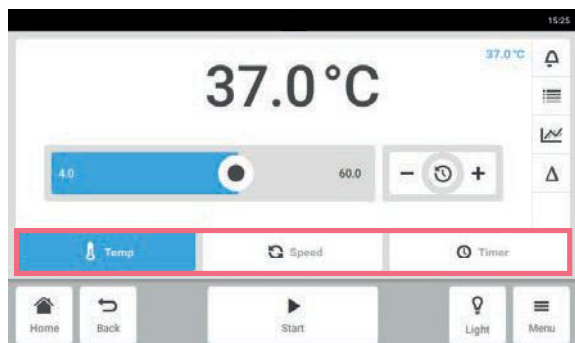 15:25
37.0 °C
37.0 °C
4.0
60.0
Temp
Speed
Timer
Home
Back
Start
Light
Menu